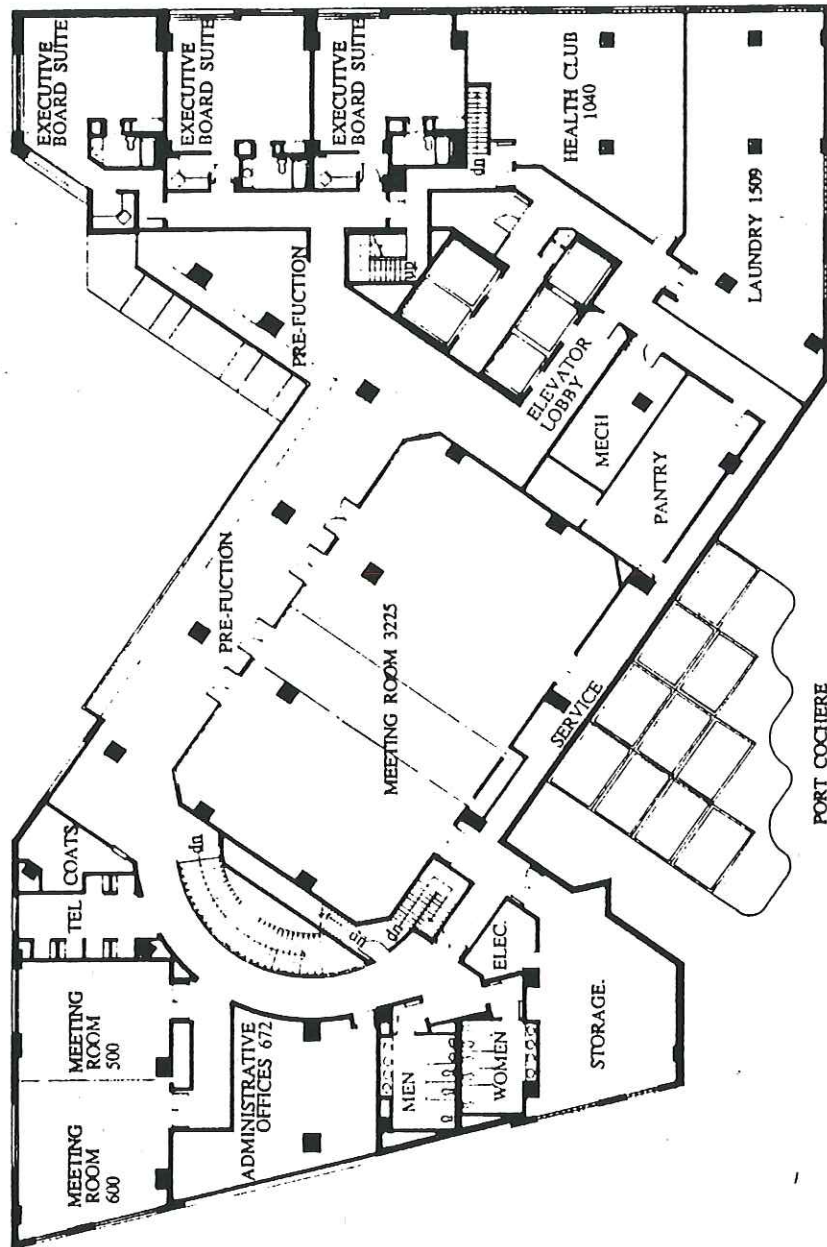 MEETING
ROOM
600
MEETING
ROOM
500
TEL
COATS
ADMINISTRATIVE
OFFICES 672
MEN
WOMEN
ELEC.
STORAGE.
dn
dn
dn
MEETING ROOM 3225
PRE-FUCTION
PRE-FUCTION
SERVICE
PORT COCHERE
PANTRY
MECH
ELEVATOR
LOBBY
up
dn
EXECUTIVE
BOARD SUITE
EXECUTIVE
BOARD SUITE
EXECUTIVE
BOARD SUITE
HEALTH CLUB
1040
LAUNDRY 1509